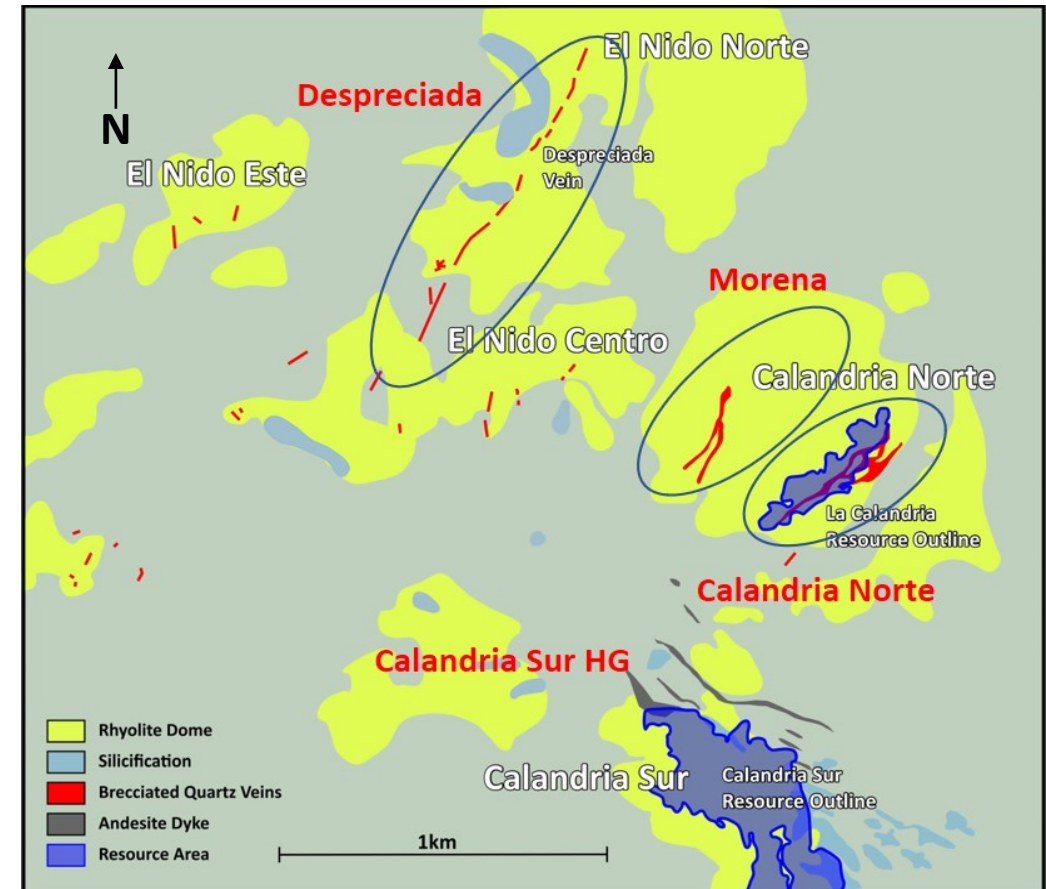 El Nido Norte
Despreciada
N
Despreciada
Vein
El Nido Este
Morena
El Nido Centro
Calandria Norte
La Calandria
Resource Outline
Calandria Norte
Calandria Sur HG
Rhyolite Dome
Silicification
Brecciated Quartz Veins
Andesite Dyke
Resource Area
Calandria Sur
Calandria Sur
Resource Outline
1km